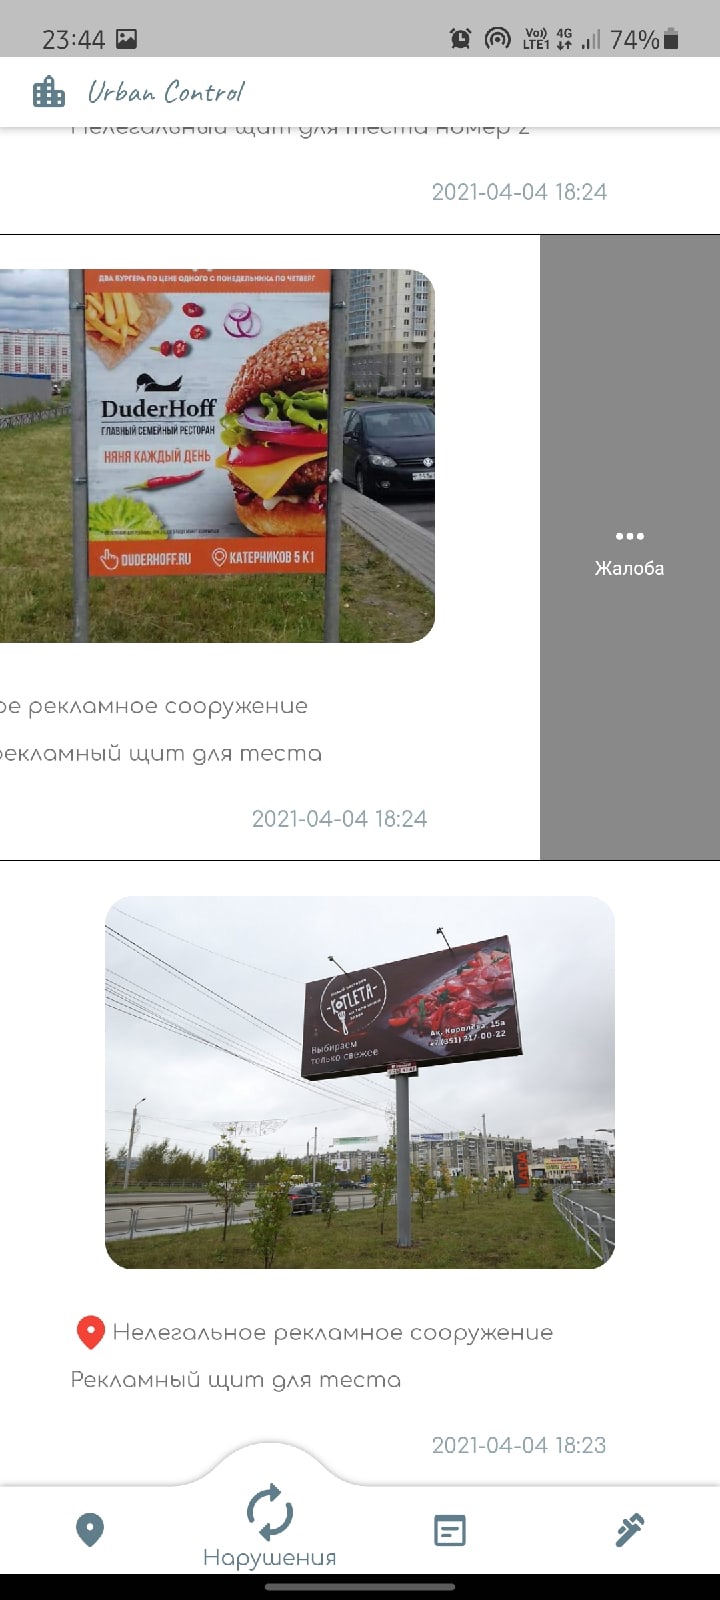 23:44
Vo)) LTE1 4G 74%
Urban Control
Нелегальный щит для теста номер 2
2021-04-04 18:24
ДВА БУРГЕРА ПО ЦЕНЕ ОДНОГО С ПОНЕДЕЛЬНИКА ПО ЧЕТВЕРГ
DuderHoff
ГЛАВНЫЙ СЕМЕЙНЫЙ РЕСТОРАН
НЯНЯ КАЖДЫЙ ДЕНЬ
DUDERHOFF.RU КАТЕРНИКОВ 5 К1
Жалоба
ое рекламное сооружение
рекламный щит для теста
2021-04-04 18:24
КОТLЕТА
Выбираем
только свежее
Ак. Королёва, 15а
+7(351) 217-00-22
Нелегальное рекламное сооружение
Рекламный щит для теста
2021-04-04 18:23
Нарушения